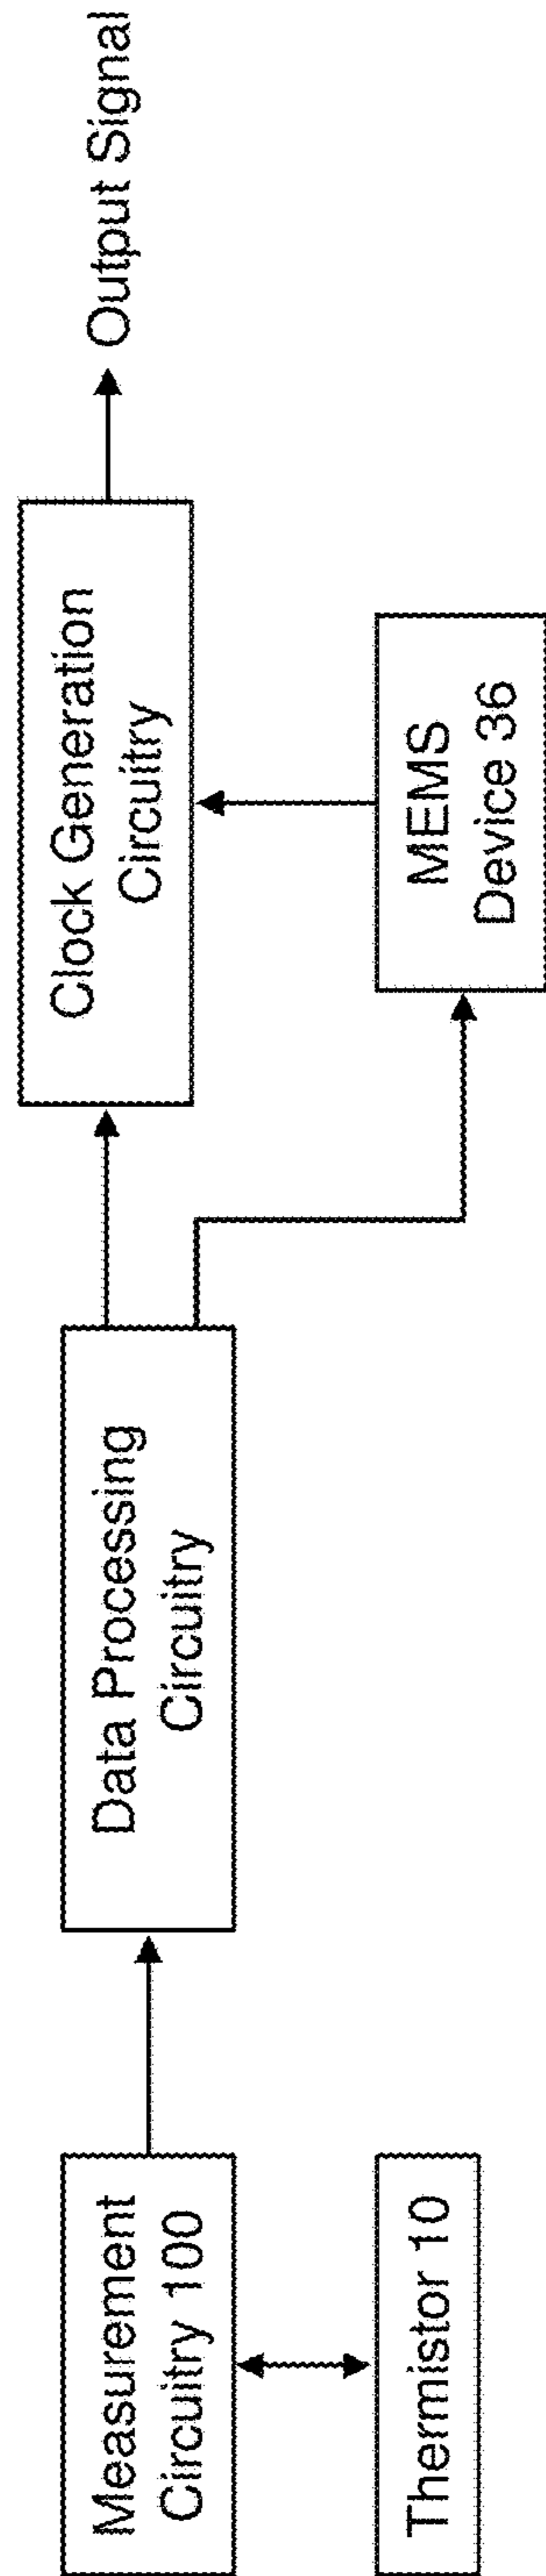 Measurement
Circuitry 100
Thermistor 10
Data Processing
Circuitry
Clock Generation
Circuitry
MEMS
Device 36
Output Signal